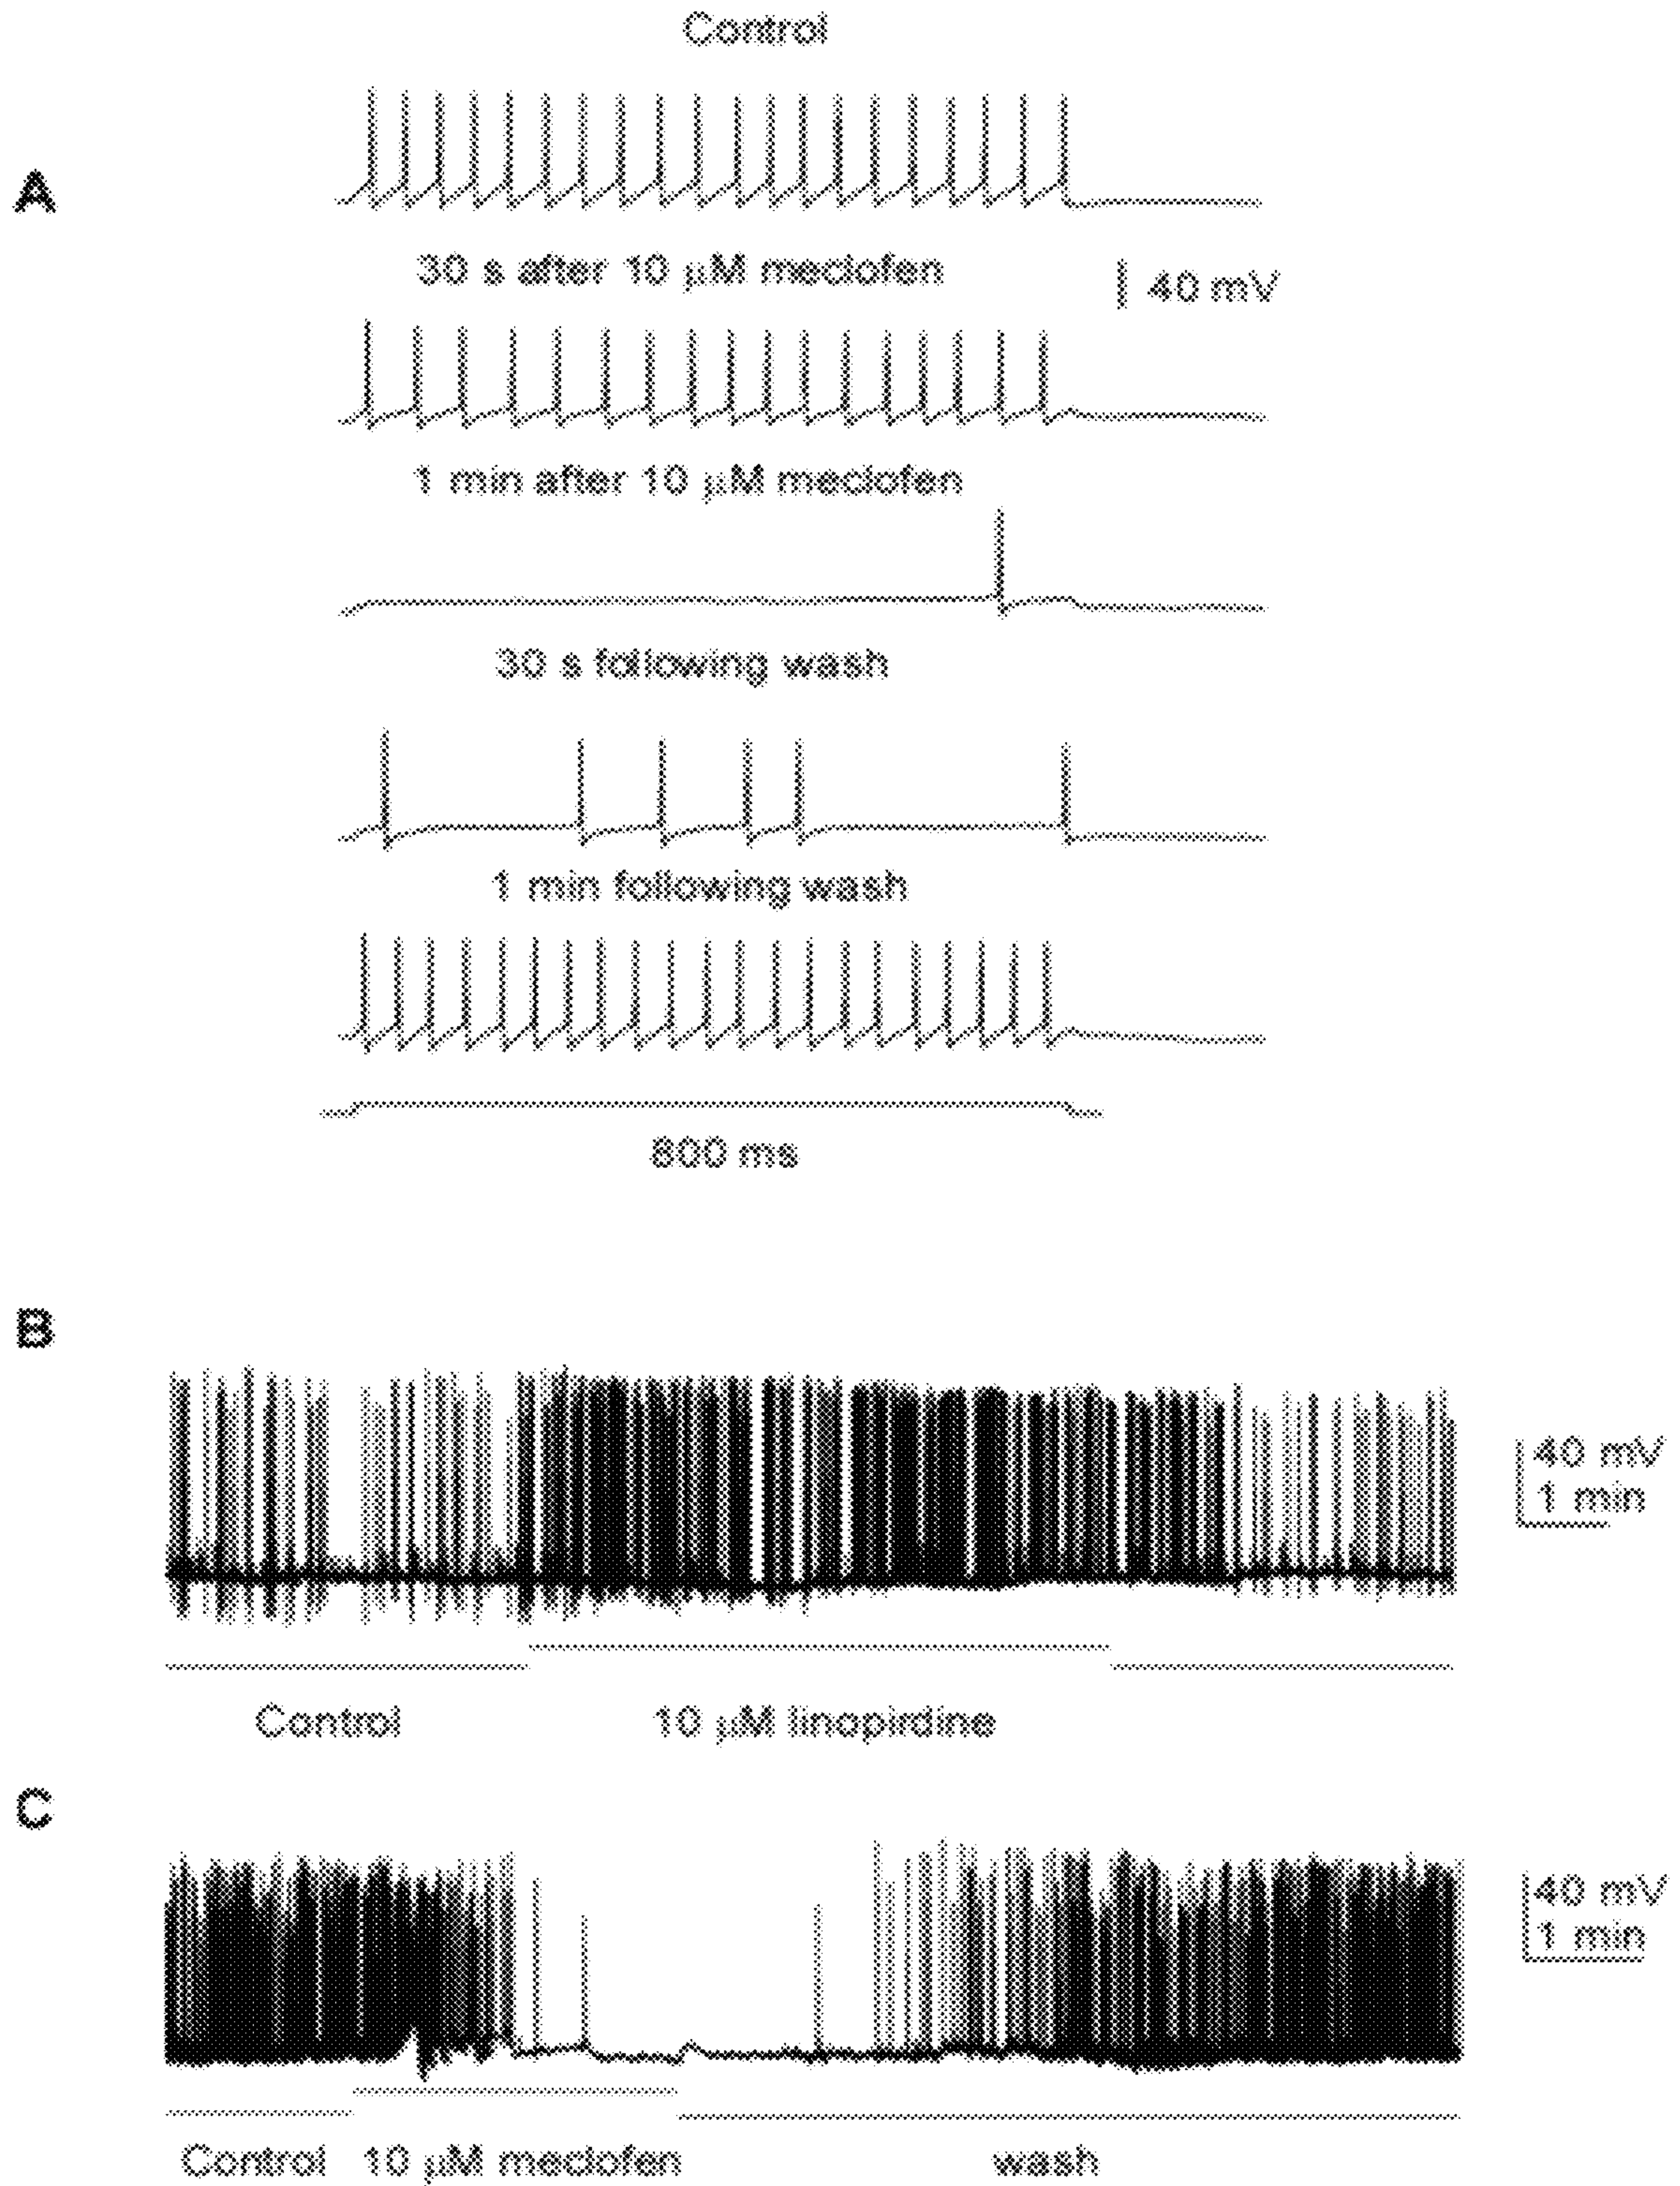 Control
A
30 s after 10 µM meclofen
40 mV
1 min after 10 µM meclofen
30 s following wash
1 min following wash
800 ms
B
40 mV
1 min
Control
10 µM linopirdine
C
40 mV
1 min
Control
10 µM meclofen
wash